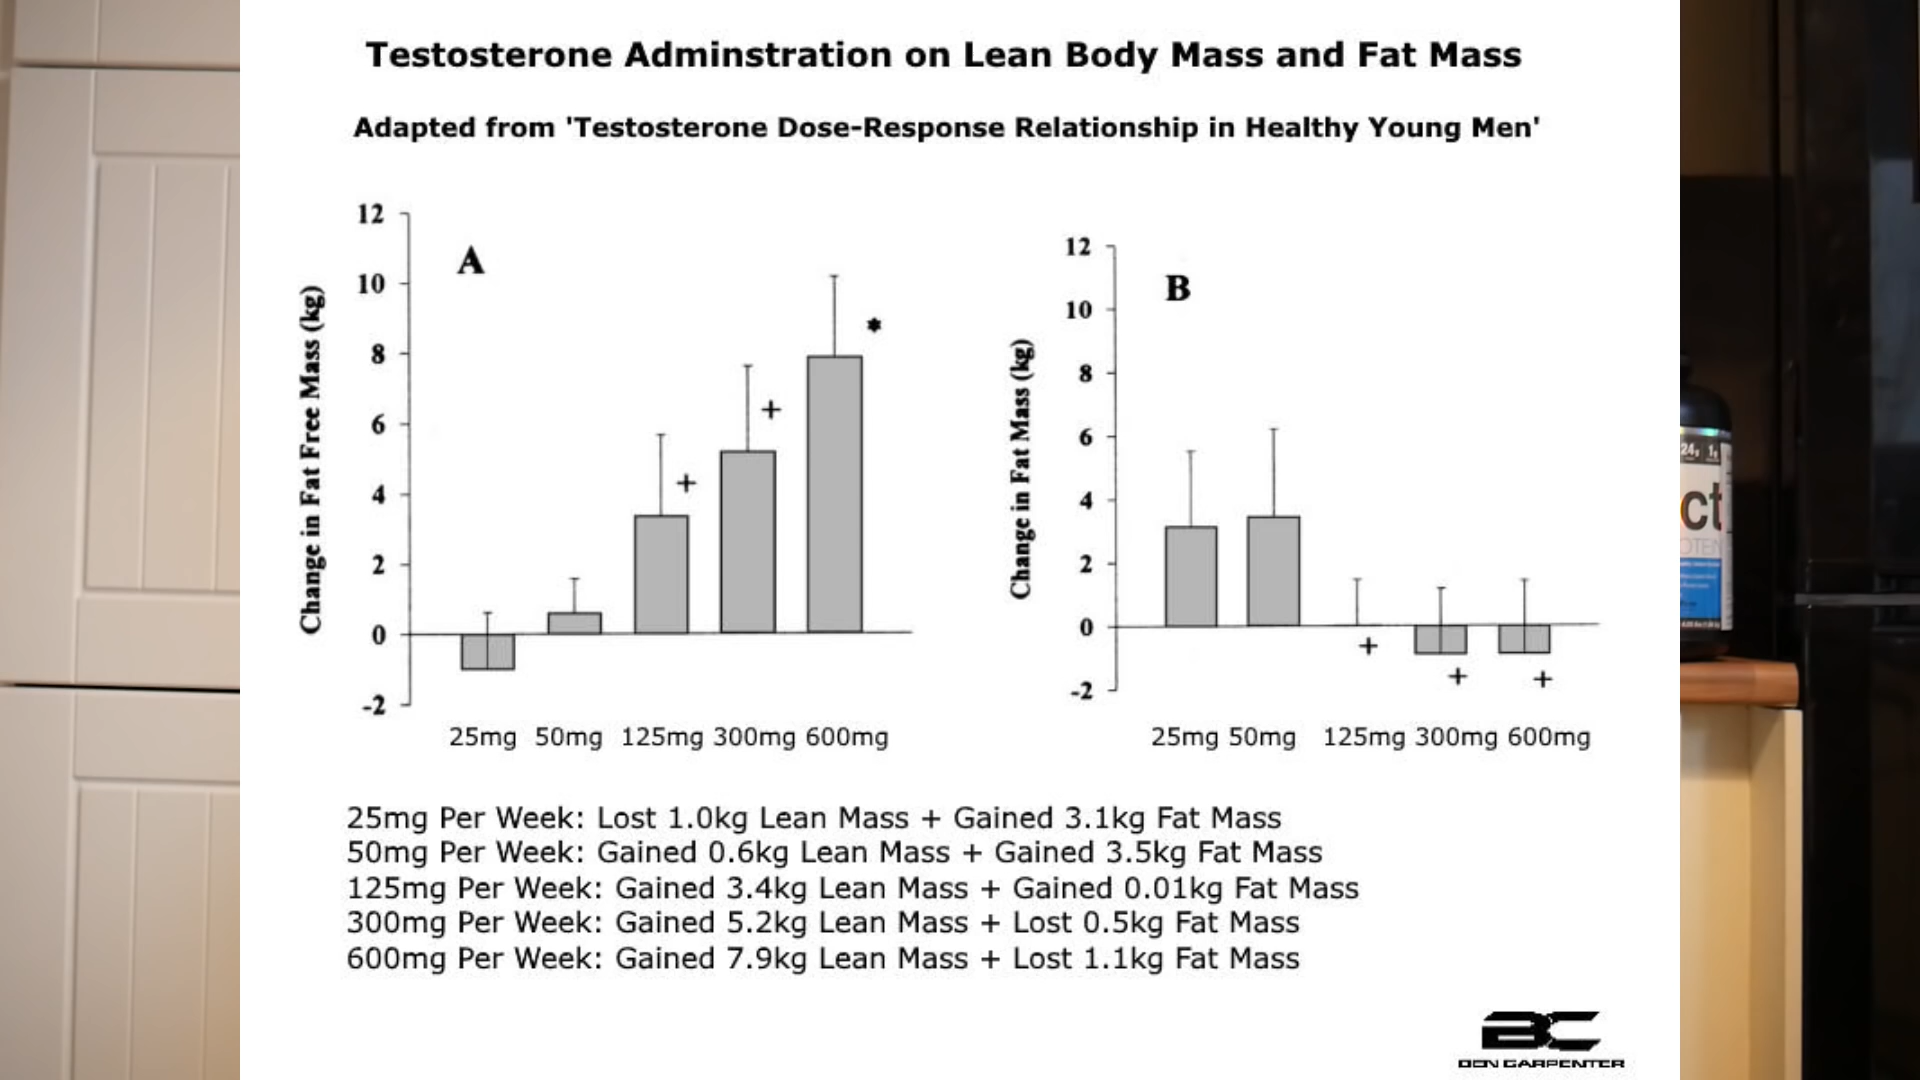 Testosterone Adminstration on Lean Body Mass and Fat Mass
Adapted from 'Testosterone Dose-Response Relationship in Healthy Young Men'
Change in Fat Free Mass (kg)
12
10
8
6
4
2
0
-2
A
+
+
*
25mg 50mg 125mg 300mg 600mg
Change in Fat Mass (kg)
12
10
8
6
4
2
0
-2
B
+
+
+
25mg 50mg 125mg 300mg 600mg
25mg Per Week: Lost 1.0kg Lean Mass + Gained 3.1kg Fat Mass
50mg Per Week: Gained 0.6kg Lean Mass + Gained 3.5kg Fat Mass
125mg Per Week: Gained 3.4kg Lean Mass + Gained 0.01kg Fat Mass
300mg Per Week: Gained 5.2kg Lean Mass + Lost 0.5kg Fat Mass
600mg Per Week: Gained 7.9kg Lean Mass + Lost 1.1kg Fat Mass
BC
BEN CARPENTER
24g 1g
ct
OTEIN